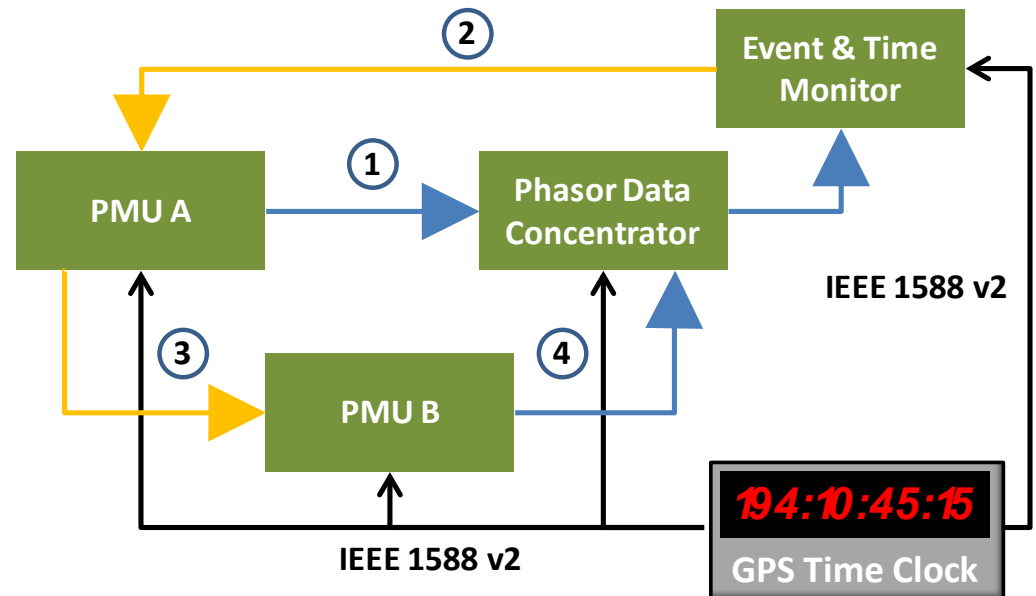 2
Event & Time
Monitor
1
PMU A
Phasor Data
Concentrator
IEEE 1588 v2
3
4
PMU B
194:10:45:15
IEEE 1588 v2
GPS Time Clock